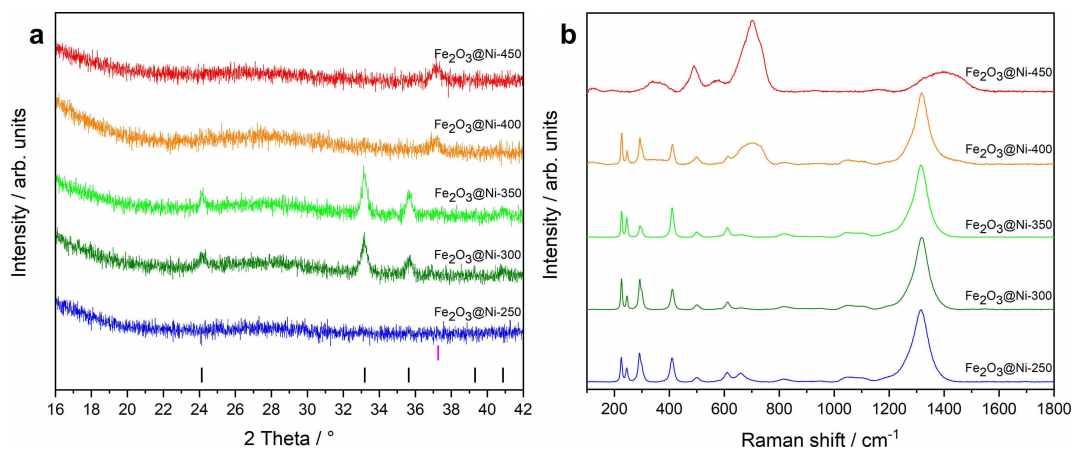 a
Intensity / arb. units
Fe₂O₃@Ni-450
Fe₂O₃@Ni-400
Fe₂O₃@Ni-350
Fe₂O₃@Ni-300
Fe₂O₃@Ni-250
16 18 20 22 24 26 28 30 32 34 36 38 40 42
2 Theta / °
b
Intensity / arb. units
Fe₂O₃@Ni-450
Fe₂O₃@Ni-400
Fe₂O₃@Ni-350
Fe₂O₃@Ni-300
Fe₂O₃@Ni-250
200 400 600 800 1000 1200 1400 1600 1800
Raman shift / cm⁻¹